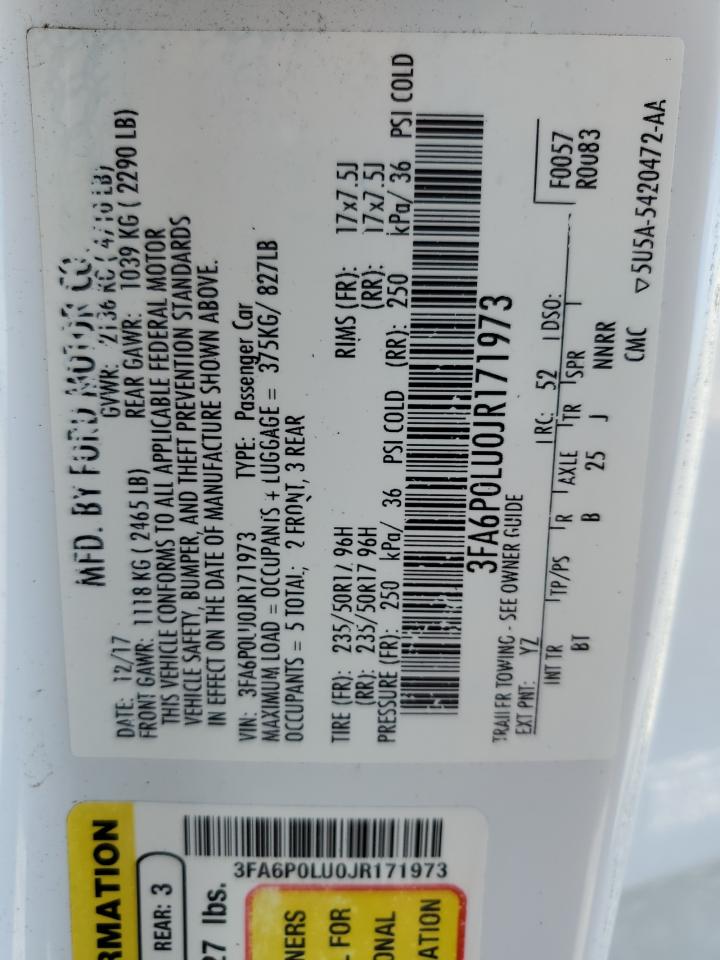 MFD. BY FORD MOTOR CO.
DATE: 12/17 GVWR: 2136 KG ( 4710 LB)
FRONT GAWR: 1118 KG ( 2465 LB) REAR GAWR: 1039 KG ( 2290 LB)
THIS VEHICLE CONFORMS TO ALL APPLICABLE FEDERAL MOTOR
VEHICLE SAFETY, BUMPER, AND THEFT PREVENTION STANDARDS
IN EFFECT ON THE DATE OF MANUFACTURE SHOWN ABOVE.
VIN: 3FA6P0LU0JR171973 TYPE: Passenger Car
MAXIMUM LOAD = OCCUPANTS + LUGGAGE = 375KG/ 827LB
OCCUPANTS = 5 TOTAL; 2 FRONT, 3 REAR
TIRE (FR): 235/50R17 96H RIMS (FR): 17x7.5J
(RR): 235/50R17 96H (RR): 17x7.5J
PRESSURE (FR): 250 kPa/ 36 PSI COLD (RR): 250 kPa/ 36 PSI COLD
3FA6P0LU0JR171973
TRAILER TOWING - SEE OWNER GUIDE
EXT PNT: YZ RC: 52 DSO: F0057
R0083
INT TR TP/PS R AXLE TR SPR
BT B 25 J NNRR
CMC ▽5U5A-5420472-AA
RMATION
REAR: 3
27 lbs.
3FA6P0LU0JR171973
NERS
L FOR
ONAL
ATION